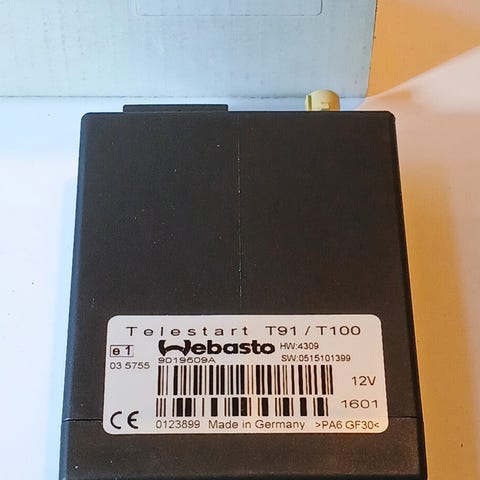 Telestart T91 / T100
e1 Webasto HW:4309
03 5755 9019609A SW:0515101399
12V
1601
CE 0123899 Made in Germany >PA6 GF30<